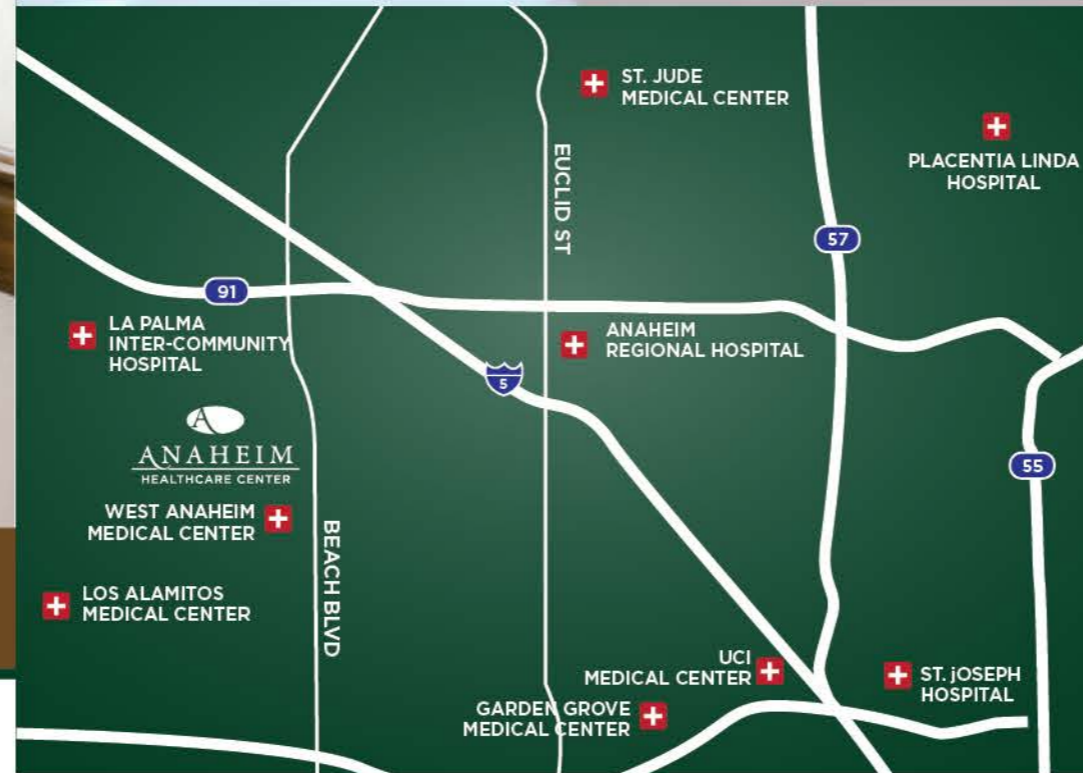 ST. JUDE
MEDICAL CENTER
PLACENTIA LINDA
HOSPITAL
EUCLID ST
57
91
LA PALMA
INTER-COMMUNITY
HOSPITAL
ANAHEIM
REGIONAL HOSPITAL
5
A
ANAHEIM
HEALTHCARE CENTER
55
WEST ANAHEIM
MEDICAL CENTER
BEACH BLVD
LOS ALAMITOS
MEDICAL CENTER
UCI
MEDICAL CENTER
ST. jOSEPH
HOSPITAL
GARDEN GROVE
MEDICAL CENTER